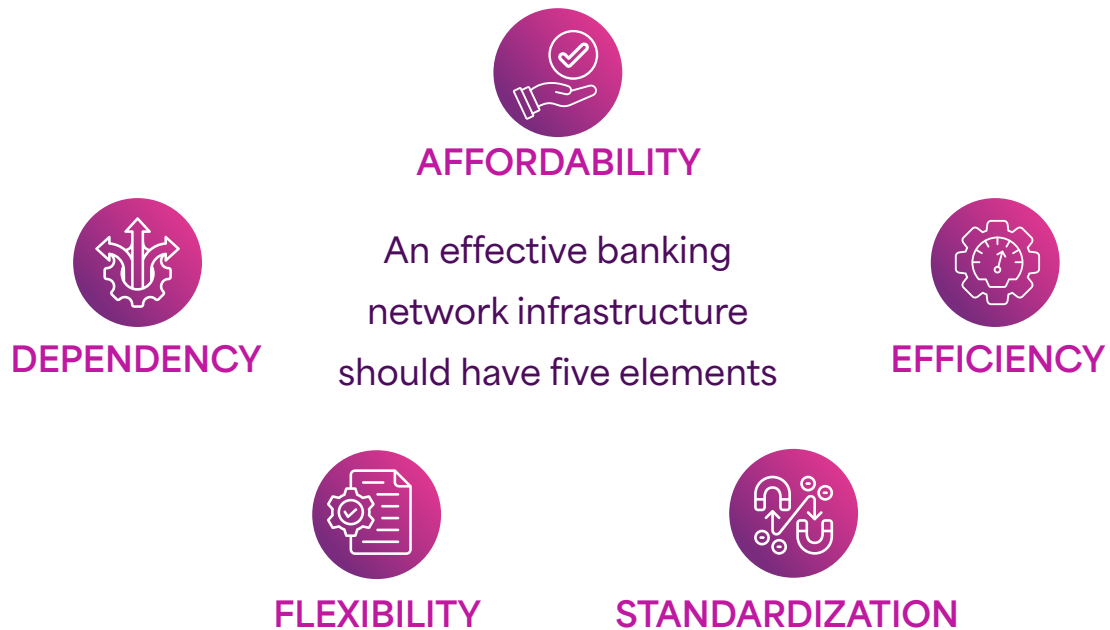 AFFORDABILITY
An effective banking
network infrastructure
should have five elements
DEPENDENCY
EFFICIENCY
FLEXIBILITY
STANDARDIZATION